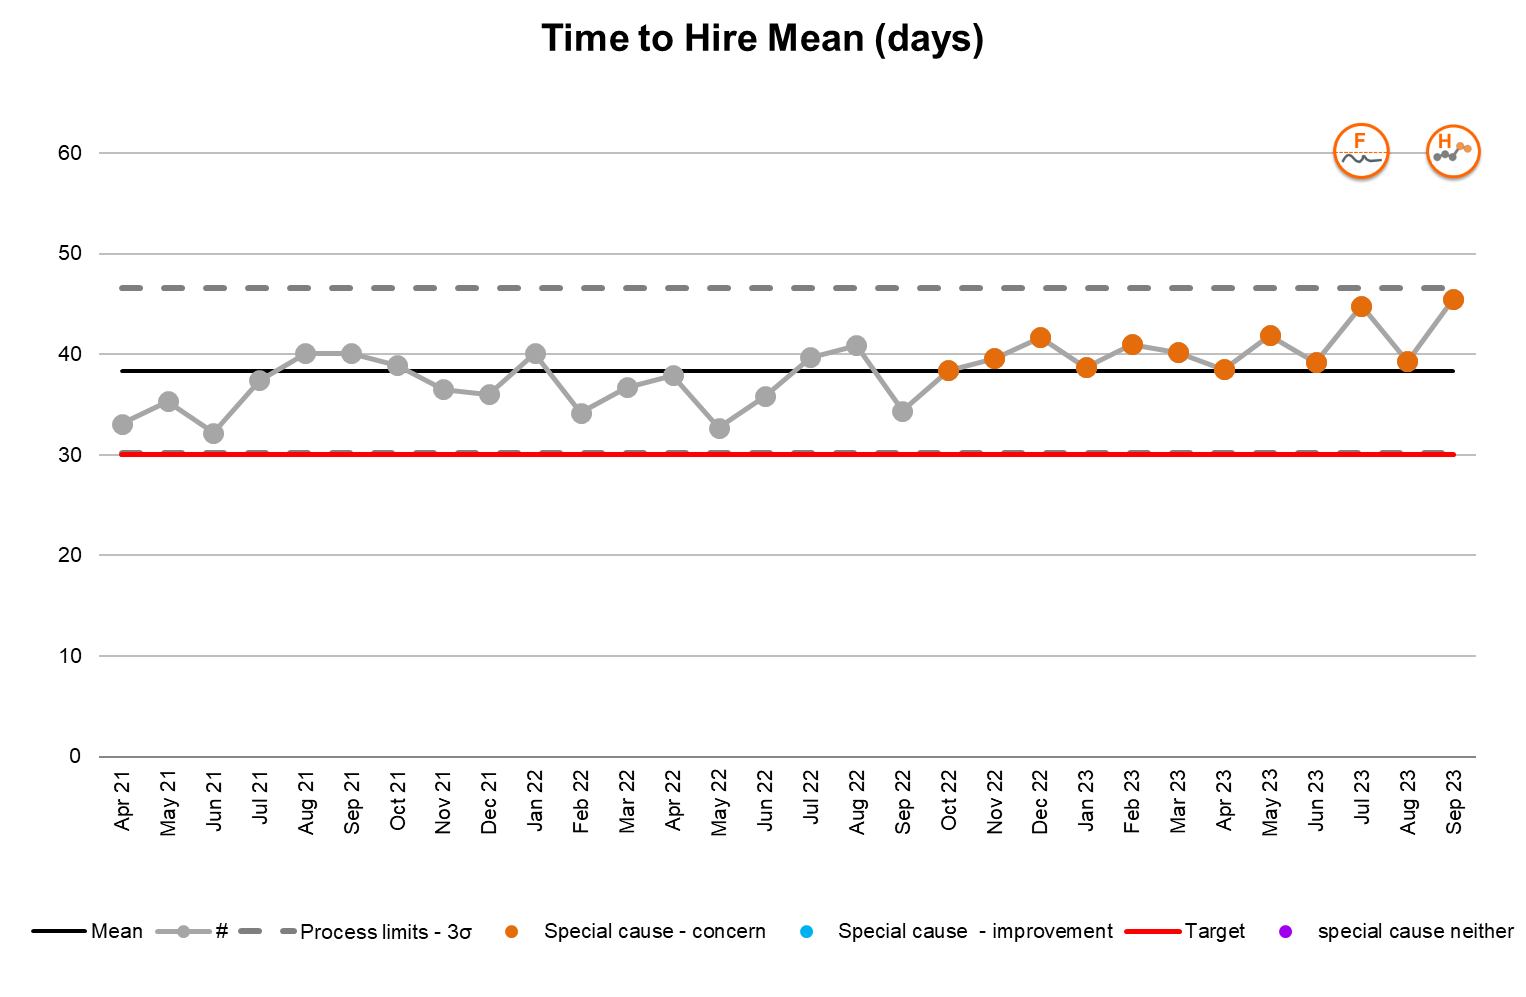 Time to Hire Mean (days)
F
H
60
50
40
30
20
10
0
Apr 21
May 21
Jun 21
Jul 21
Aug 21
Sep 21
Oct 21
Nov 21
Dec 21
Jan 22
Feb 22
Mar 22
Apr 22
May 22
Jun 22
Jul 22
Aug 22
Sep 22
Oct 22
Nov 22
Dec 22
Jan 23
Feb 23
Mar 23
Apr 23
May 23
Jun 23
Jul 23
Aug 23
Sep 23
Mean # Process limits - 3σ Special cause - concern Special cause - improvement Target special cause neither